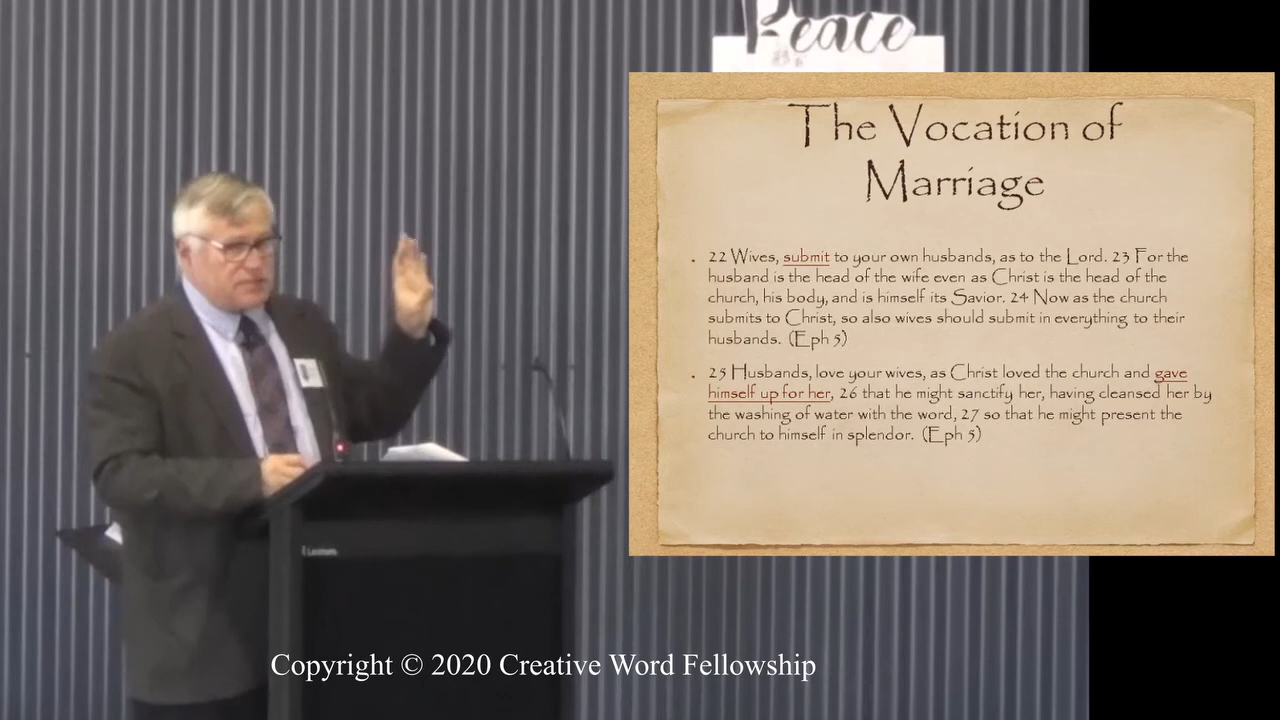 Peace
The Vocation of
Marriage
22 Wives, submit to your own husbands, as to the Lord. 23 For the
husband is the head of the wife even as Christ is the head of the
church, his body, and is himself its Savior. 24 Now as the church
submits to Christ, so also wives should submit in everything to their
husbands. (Eph 5)
25 Husbands, love your wives, as Christ loved the church and gave
himself up for her, 26 that he might sanctify her, having cleansed her by
the washing of water with the word, 27 so that he might present the
church to himself in splendor. (Eph 5)
Copyright © 2020 Creative Word Fellowship